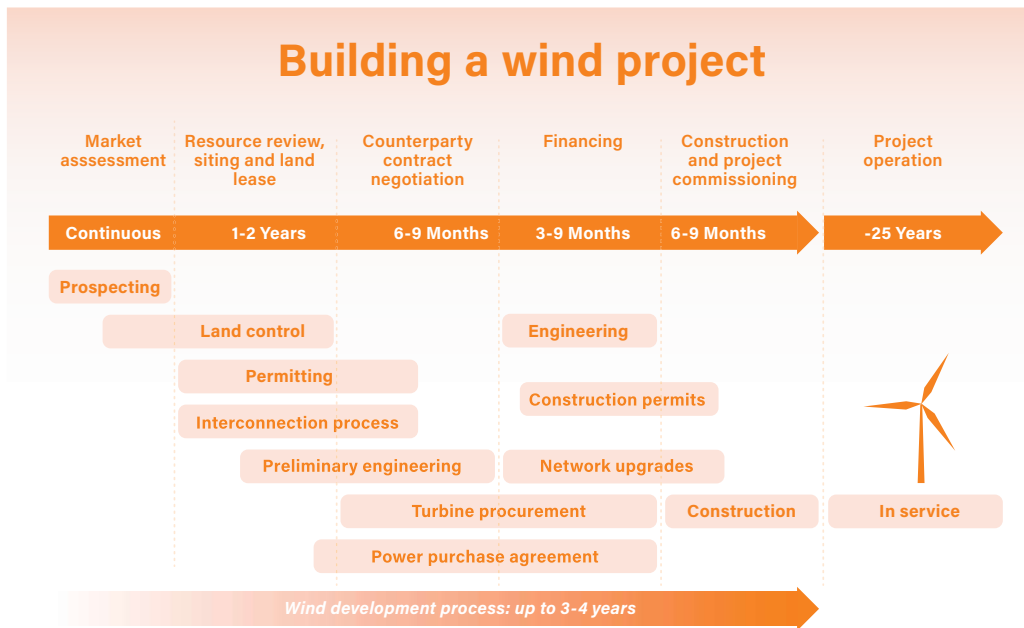 Building a wind project
Market
asssessment
Resource review,
siting and land
lease
Counterparty
contract
negotiation
Financing
Construction
and project
commissioning
Project
operation
Continuous
1-2 Years
6-9 Months
3-9 Months
6-9 Months
-25 Years
Prospecting
Land control
Engineering
Permitting
Construction permits
Interconnection process
Preliminary engineering
Network upgrades
Turbine procurement
Construction
In service
Power purchase agreement
Wind development process: up to 3-4 years